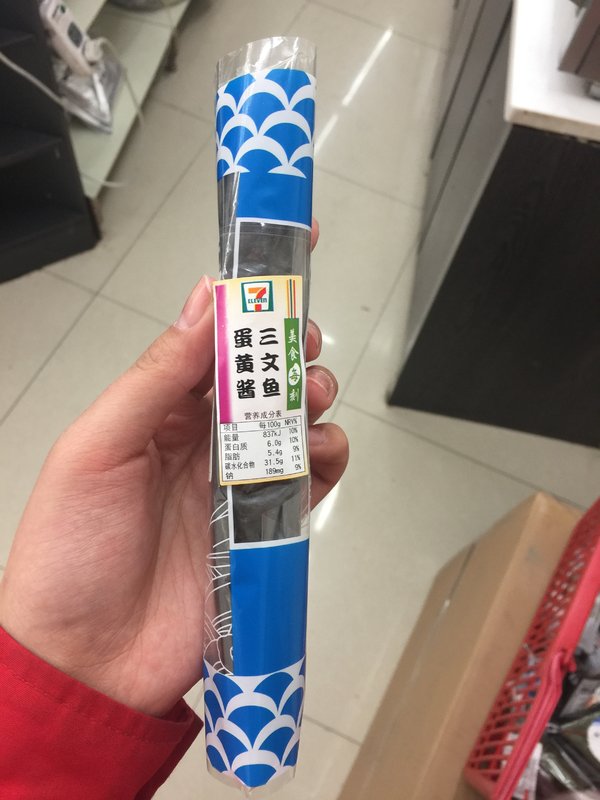 7
ELEVEN
三文鱼
蛋黄酱
美食每刻
营养成分表
项目 每100g NRV%
能量 837kJ 10%
蛋白质 6.0g 10%
脂肪 5.4g 9%
碳水化合物 31.5g 11%
钠 189mg 9%